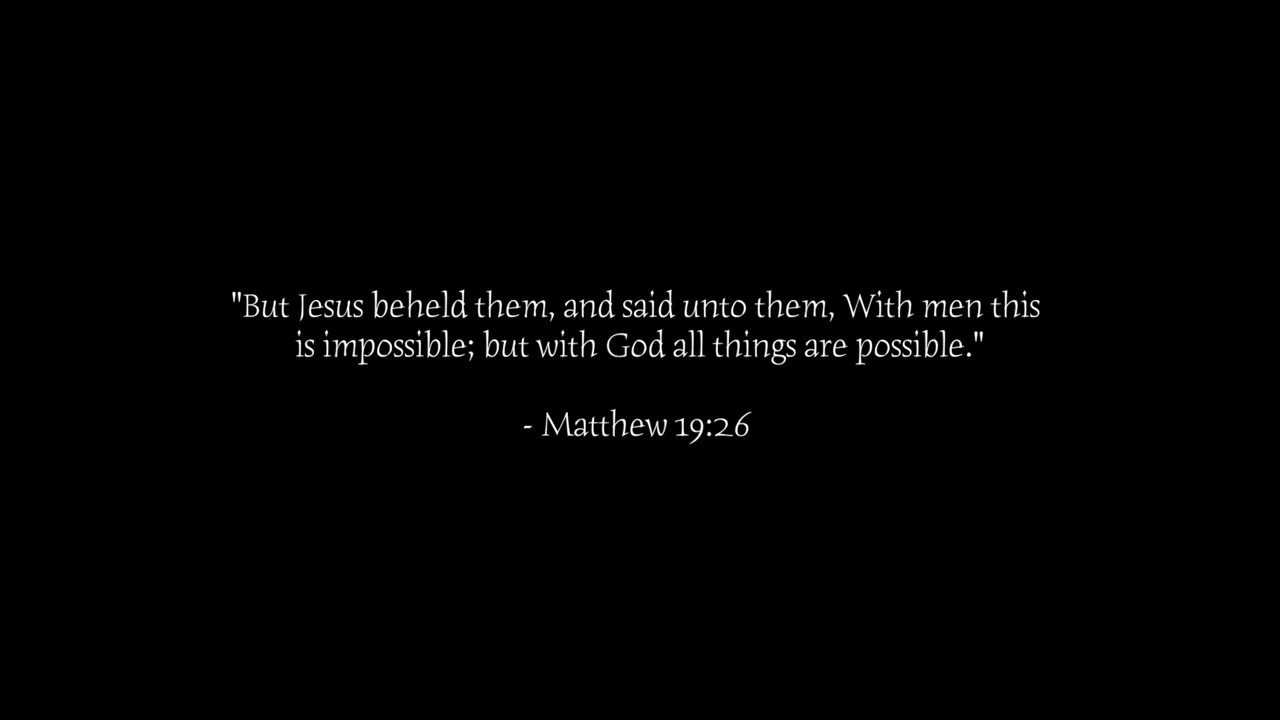 "But Jesus beheld them, and said unto them, With men this
is impossible; but with God all things are possible."
- Matthew 19:26